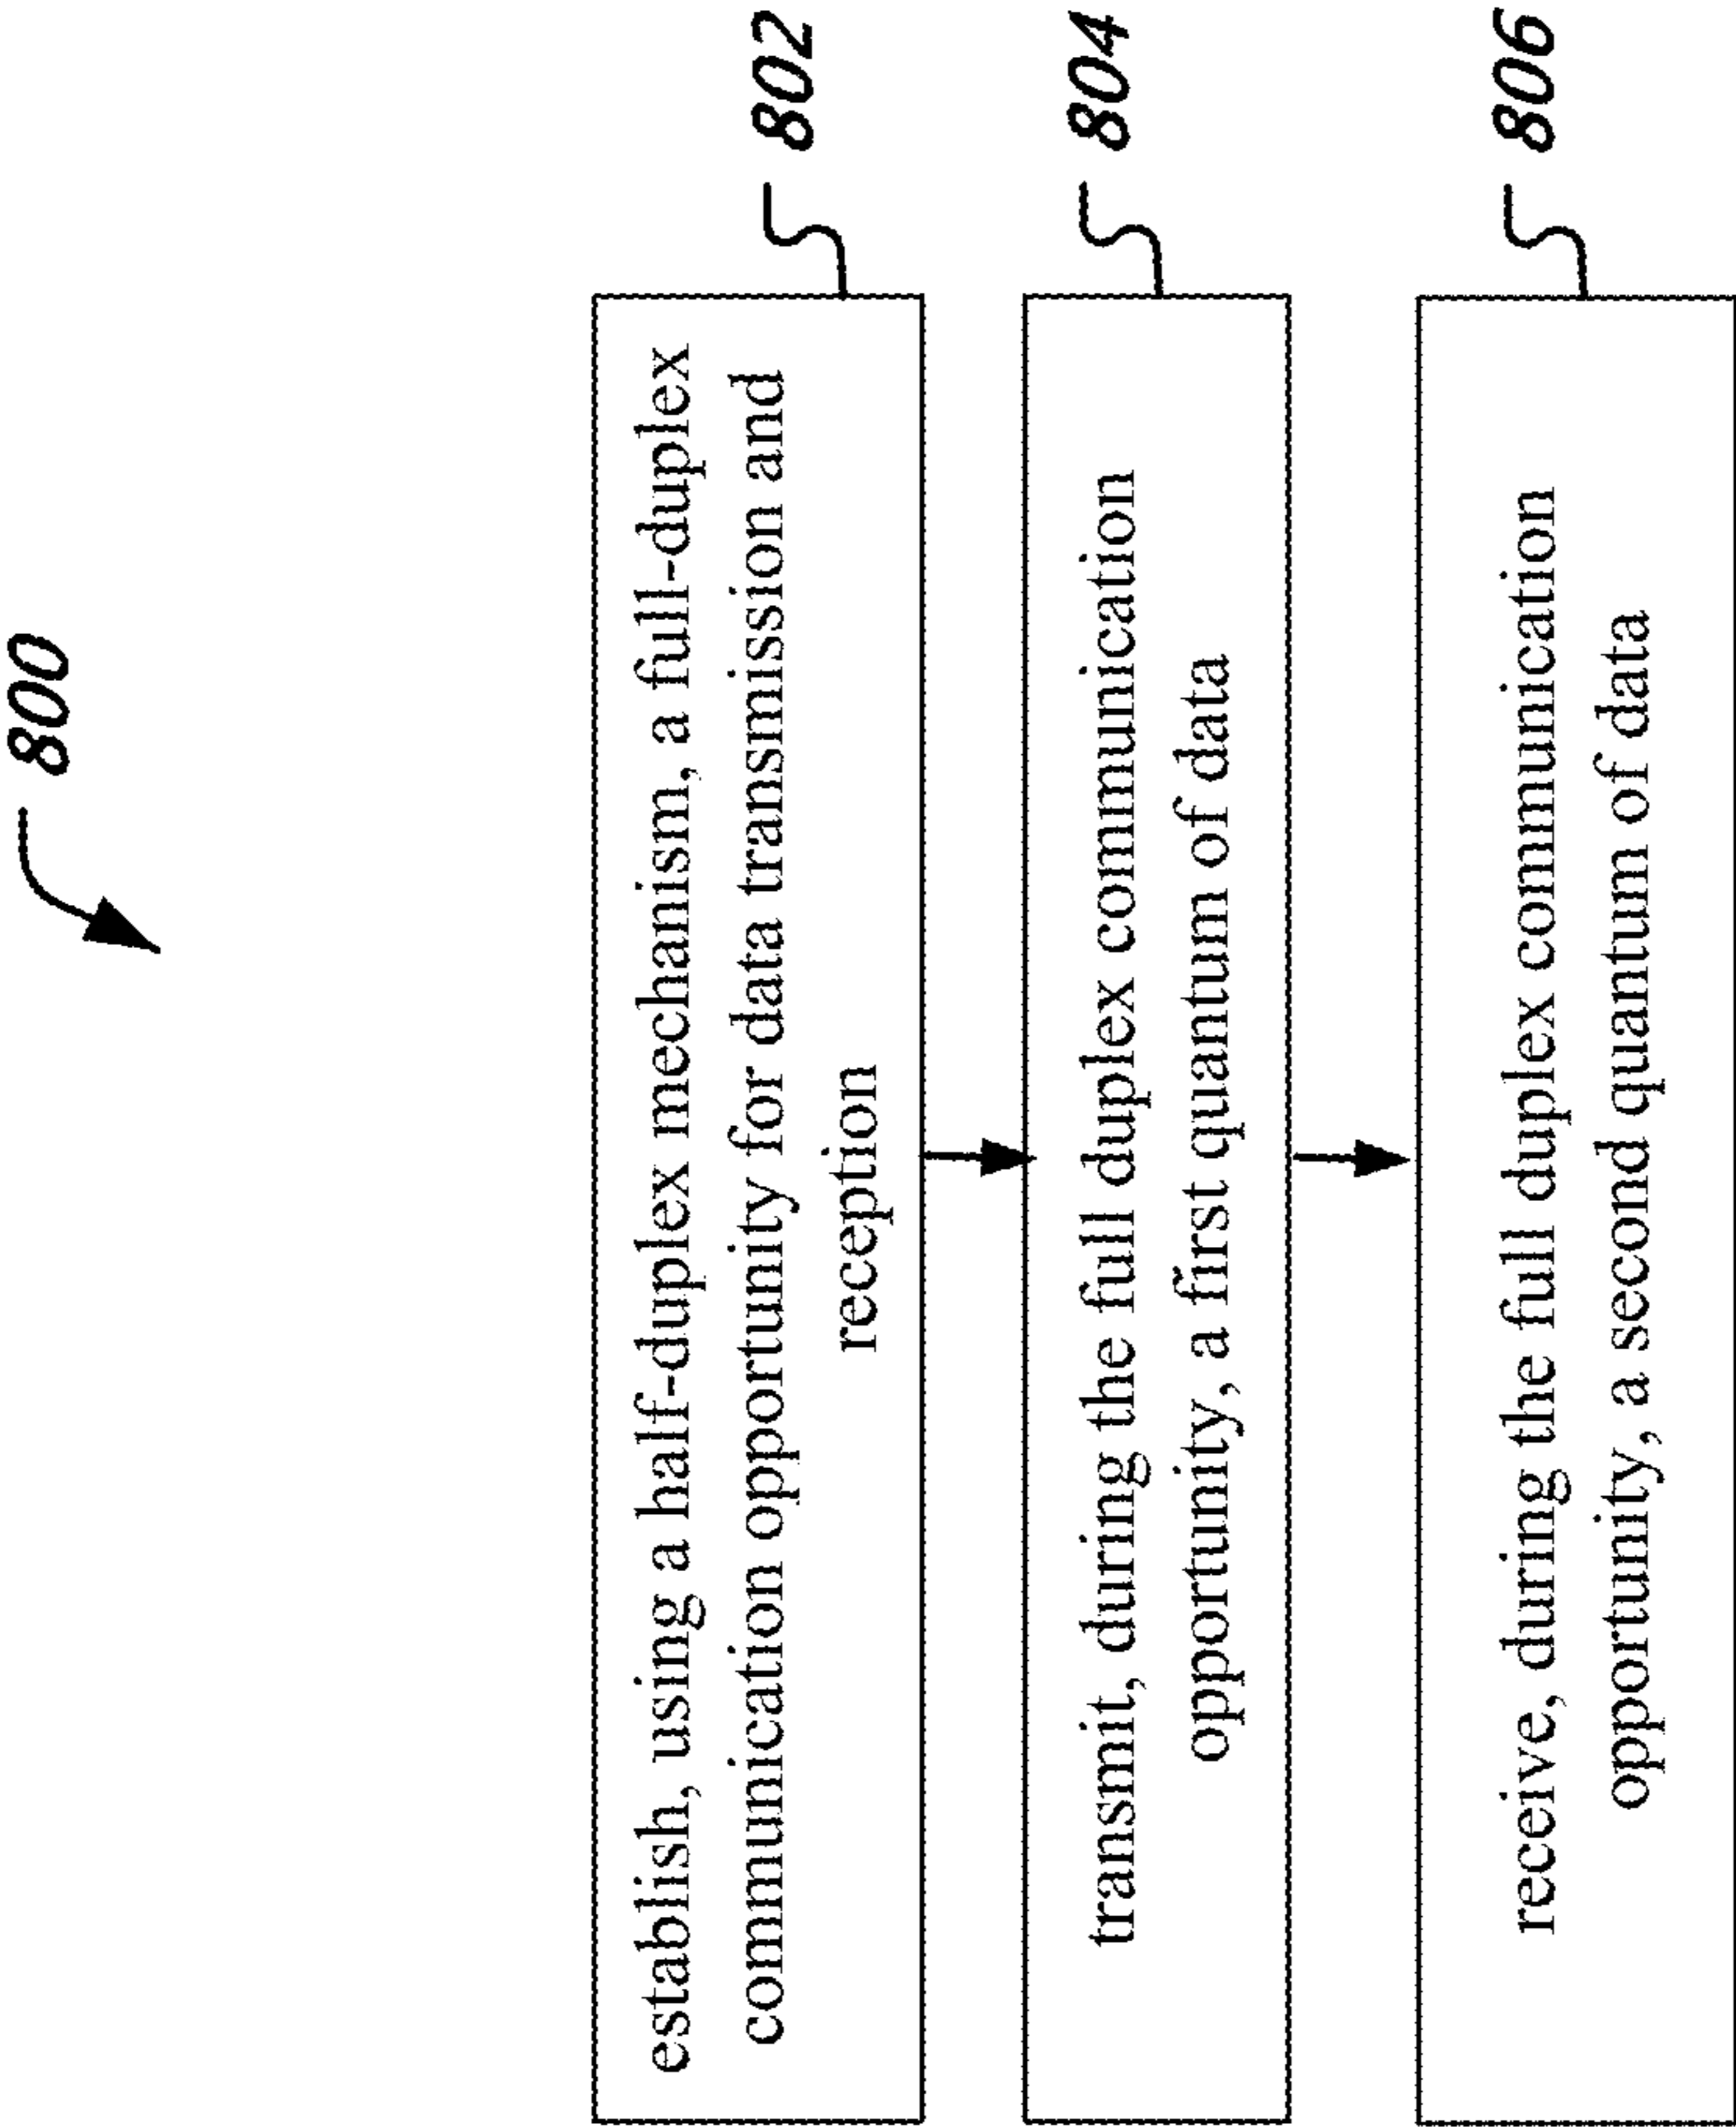 800
establish, using a half-duplex mechanism, a full-duplex
communication opportunity for data transmission and
reception
802
transmit, during the full duplex communication
opportunity, a first quantum of data
804
receive, during the full duplex communication
opportunity, a second quantum of data
806